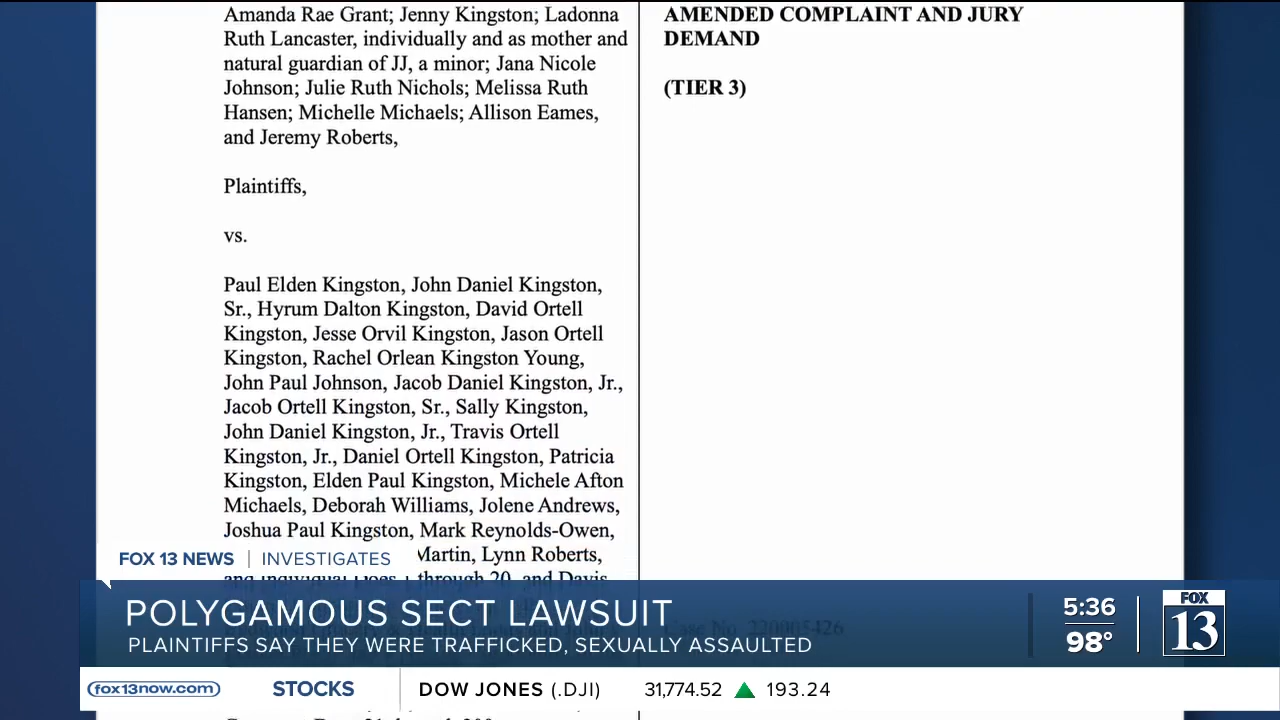 Amanda Rae Grant; Jenny Kingston; Ladonna
Ruth Lancaster, individually and as mother and
natural guardian of JJ, a minor; Jana Nicole
Johnson; Julie Ruth Nichols; Melissa Ruth
Hansen; Michelle Michaels; Allison Eames,
and Jeremy Roberts,
Plaintiffs,
vs.
Paul Elden Kingston, John Daniel Kingston,
Sr., Hyrum Dalton Kingston, David Ortell
Kingston, Jesse Orvil Kingston, Jason Ortell
Kingston, Rachel Orlean Kingston Young,
John Paul Johnson, Jacob Daniel Kingston, Jr.,
Jacob Ortell Kingston, Sr., Sally Kingston,
John Daniel Kingston, Jr., Travis Ortell
Kingston, Jr., Daniel Ortell Kingston, Patricia
Kingston, Elden Paul Kingston, Michele Afton
Michaels, Deborah Williams, Jolene Andrews,
Joshua Paul Kingston, Mark Reynolds-Owen,
Martin, Lynn Roberts,
through 20, and Davis
AMENDED COMPLAINT AND JURY
DEMAND
(TIER 3)
Case No. 220905426
FOX 13 NEWS | INVESTIGATES
POLYGAMOUS SECT LAWSUIT
PLAINTIFFS SAY THEY WERE TRAFFICKED, SEXUALLY ASSAULTED
5:36
98°
FOX
13
fox13now.com
STOCKS
DOW JONES (.DJI) 31,774.52 ▲ 193.24